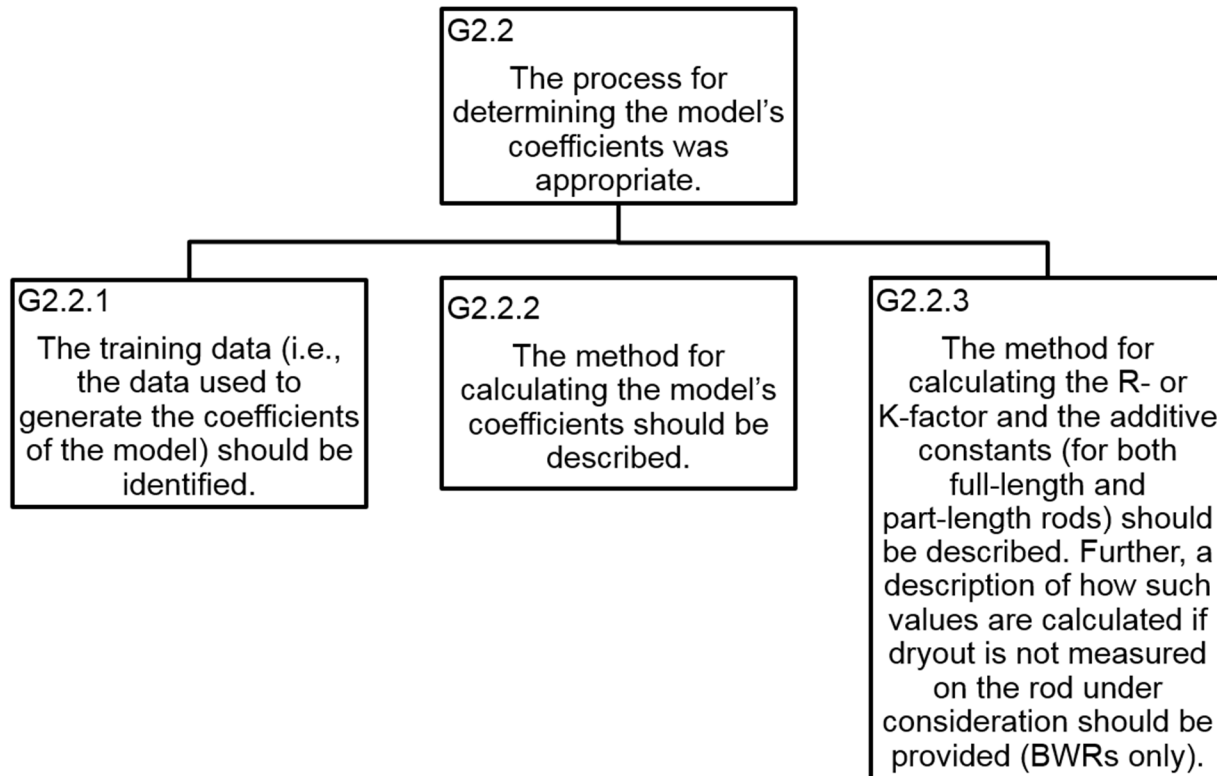 G2.2
The process for
determining the model’s
coefficients was
appropriate.
G2.2.1
The training data (i.e.,
the data used to
generate the coefficients
of the model) should be
identified.
G2.2.2
The method for
calculating the model’s
coefficients should be
described.
G2.2.3
The method for
calculating the R- or
K-factor and the additive
constants (for both
full-length and
part-length rods) should
be described. Further, a
description of how such
values are calculated if
dryout is not measured
on the rod under
consideration should be
provided (BWRs only).